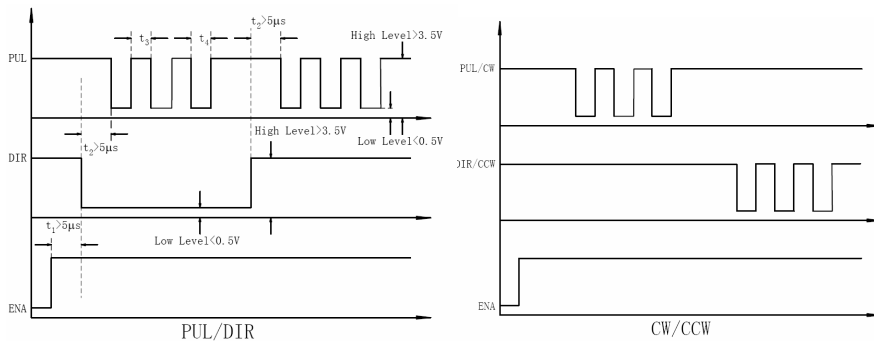 t₂>5μs
t₃
t₄
High Level>3.5V
PUL
PUL/CW
Low Level<0.5V
t₂>5μs
High Level>3.5V
DIR
DIR/CCW
t₁>5μs
Low Level<0.5V
ENA
ENA
PUL/DIR
CW/CCW